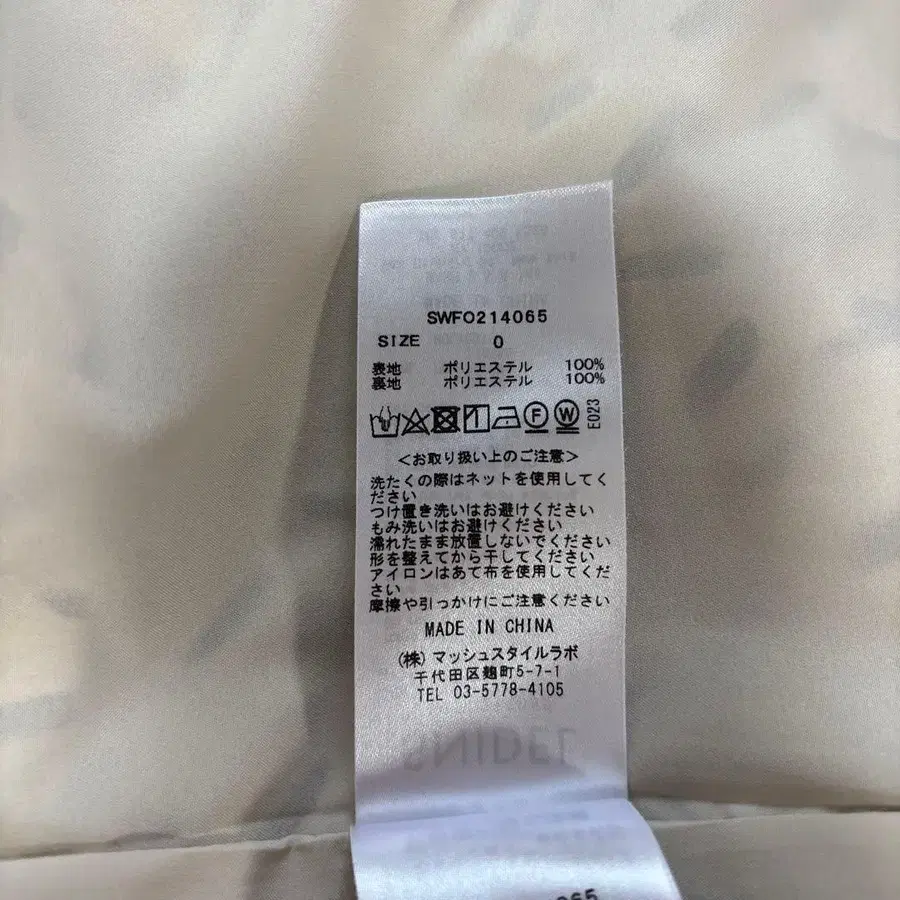 SWFO214065
SIZE 0
表地 ポリエステル 100%
裏地 ポリエステル 100%
F W E023
<お取り扱い上のご注意>
洗たくの際はネットを使用してく
ださい
つけ置き洗いはお避けください
もみ洗いはお避けください
濡れたまま放置しないでください
形を整えてから干してください
アイロンはあて布を使用してくだ
さい
摩擦や引っかけにご注意ください
MADE IN CHINA
(株)マッシュスタイルラボ
千代田区麹町5-7-1
TEL 03-5778-4105
SNIDEL